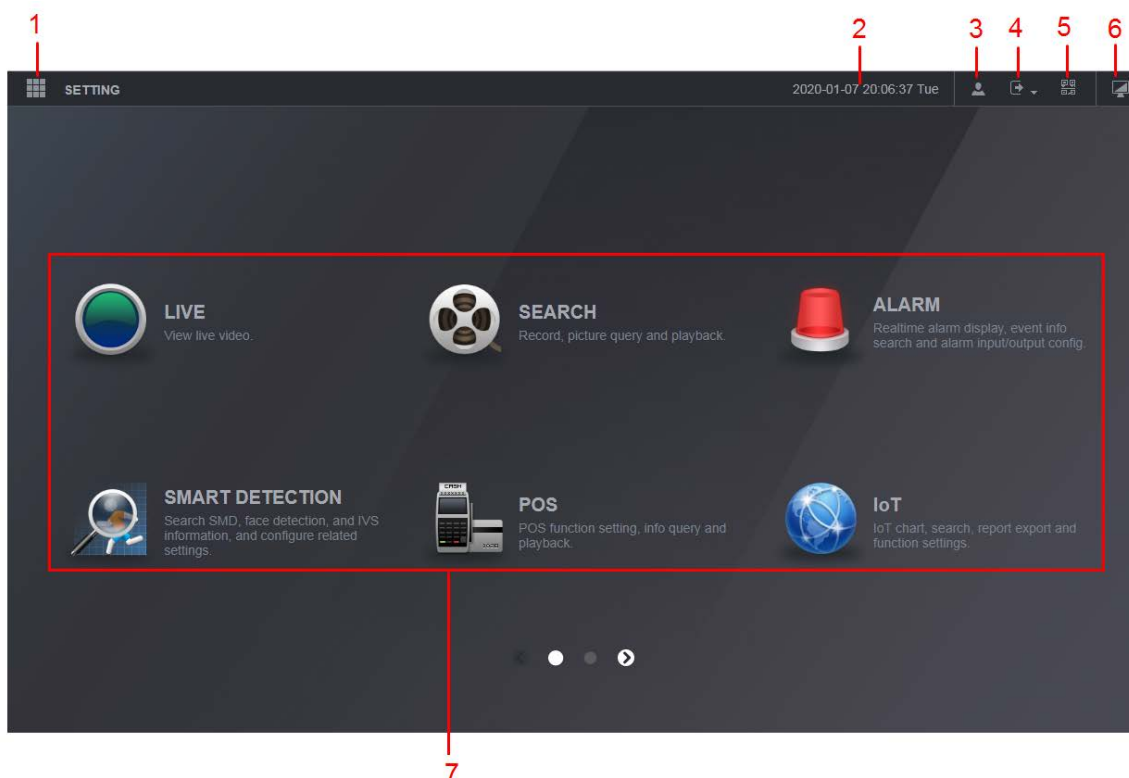 1
2
3
4
5
6
SETTING
2020-01-07 20:06:37 Tue
LIVE
View live video.
SEARCH
Record, picture query and playback.
ALARM
Realtime alarm display, event info
search and alarm input/output config.
SMART DETECTION
Search SMD, face detection, and IVS
information, and configure related
settings.
CASH
POS
POS function setting, info query and
playback.
IoT
IoT chart, search, report export and
function settings.
7